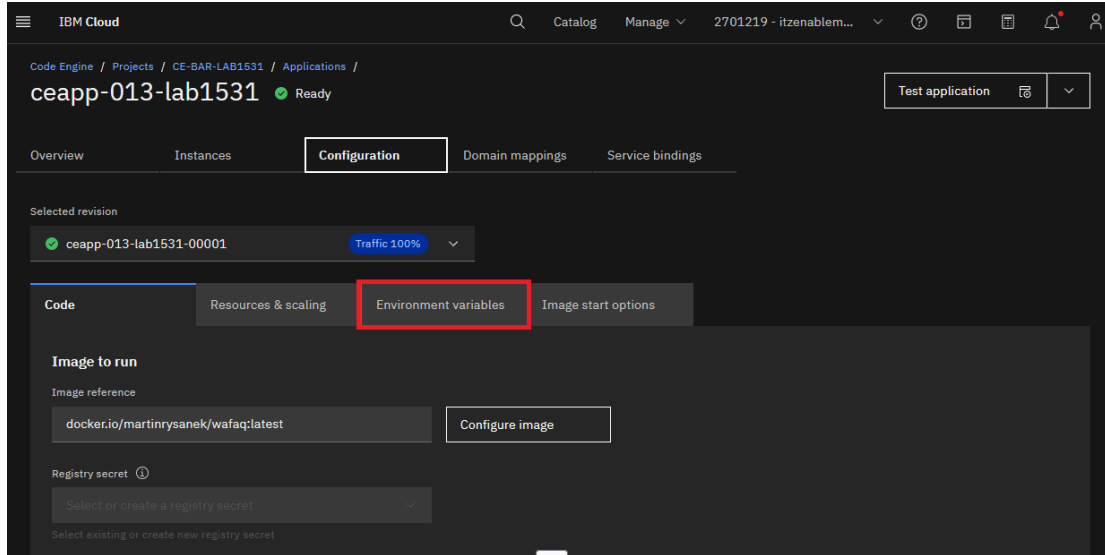 IBM Cloud Catalog Manage 2701219 - itzenablem...
Code Engine / Projects / CE-BAR-LAB1531 / Applications /
ceapp-013-lab1531 Ready
Test application
Overview Instances Configuration Domain mappings Service bindings
Selected revision
ceapp-013-lab1531-00001 Traffic 100%
Code Resources & scaling Environment variables Image start options
Image to run
Image reference
docker.io/martinrysanek/wafaq:latest Configure image
Registry secret
Select or create a registry secret
Select existing or create new registry secret